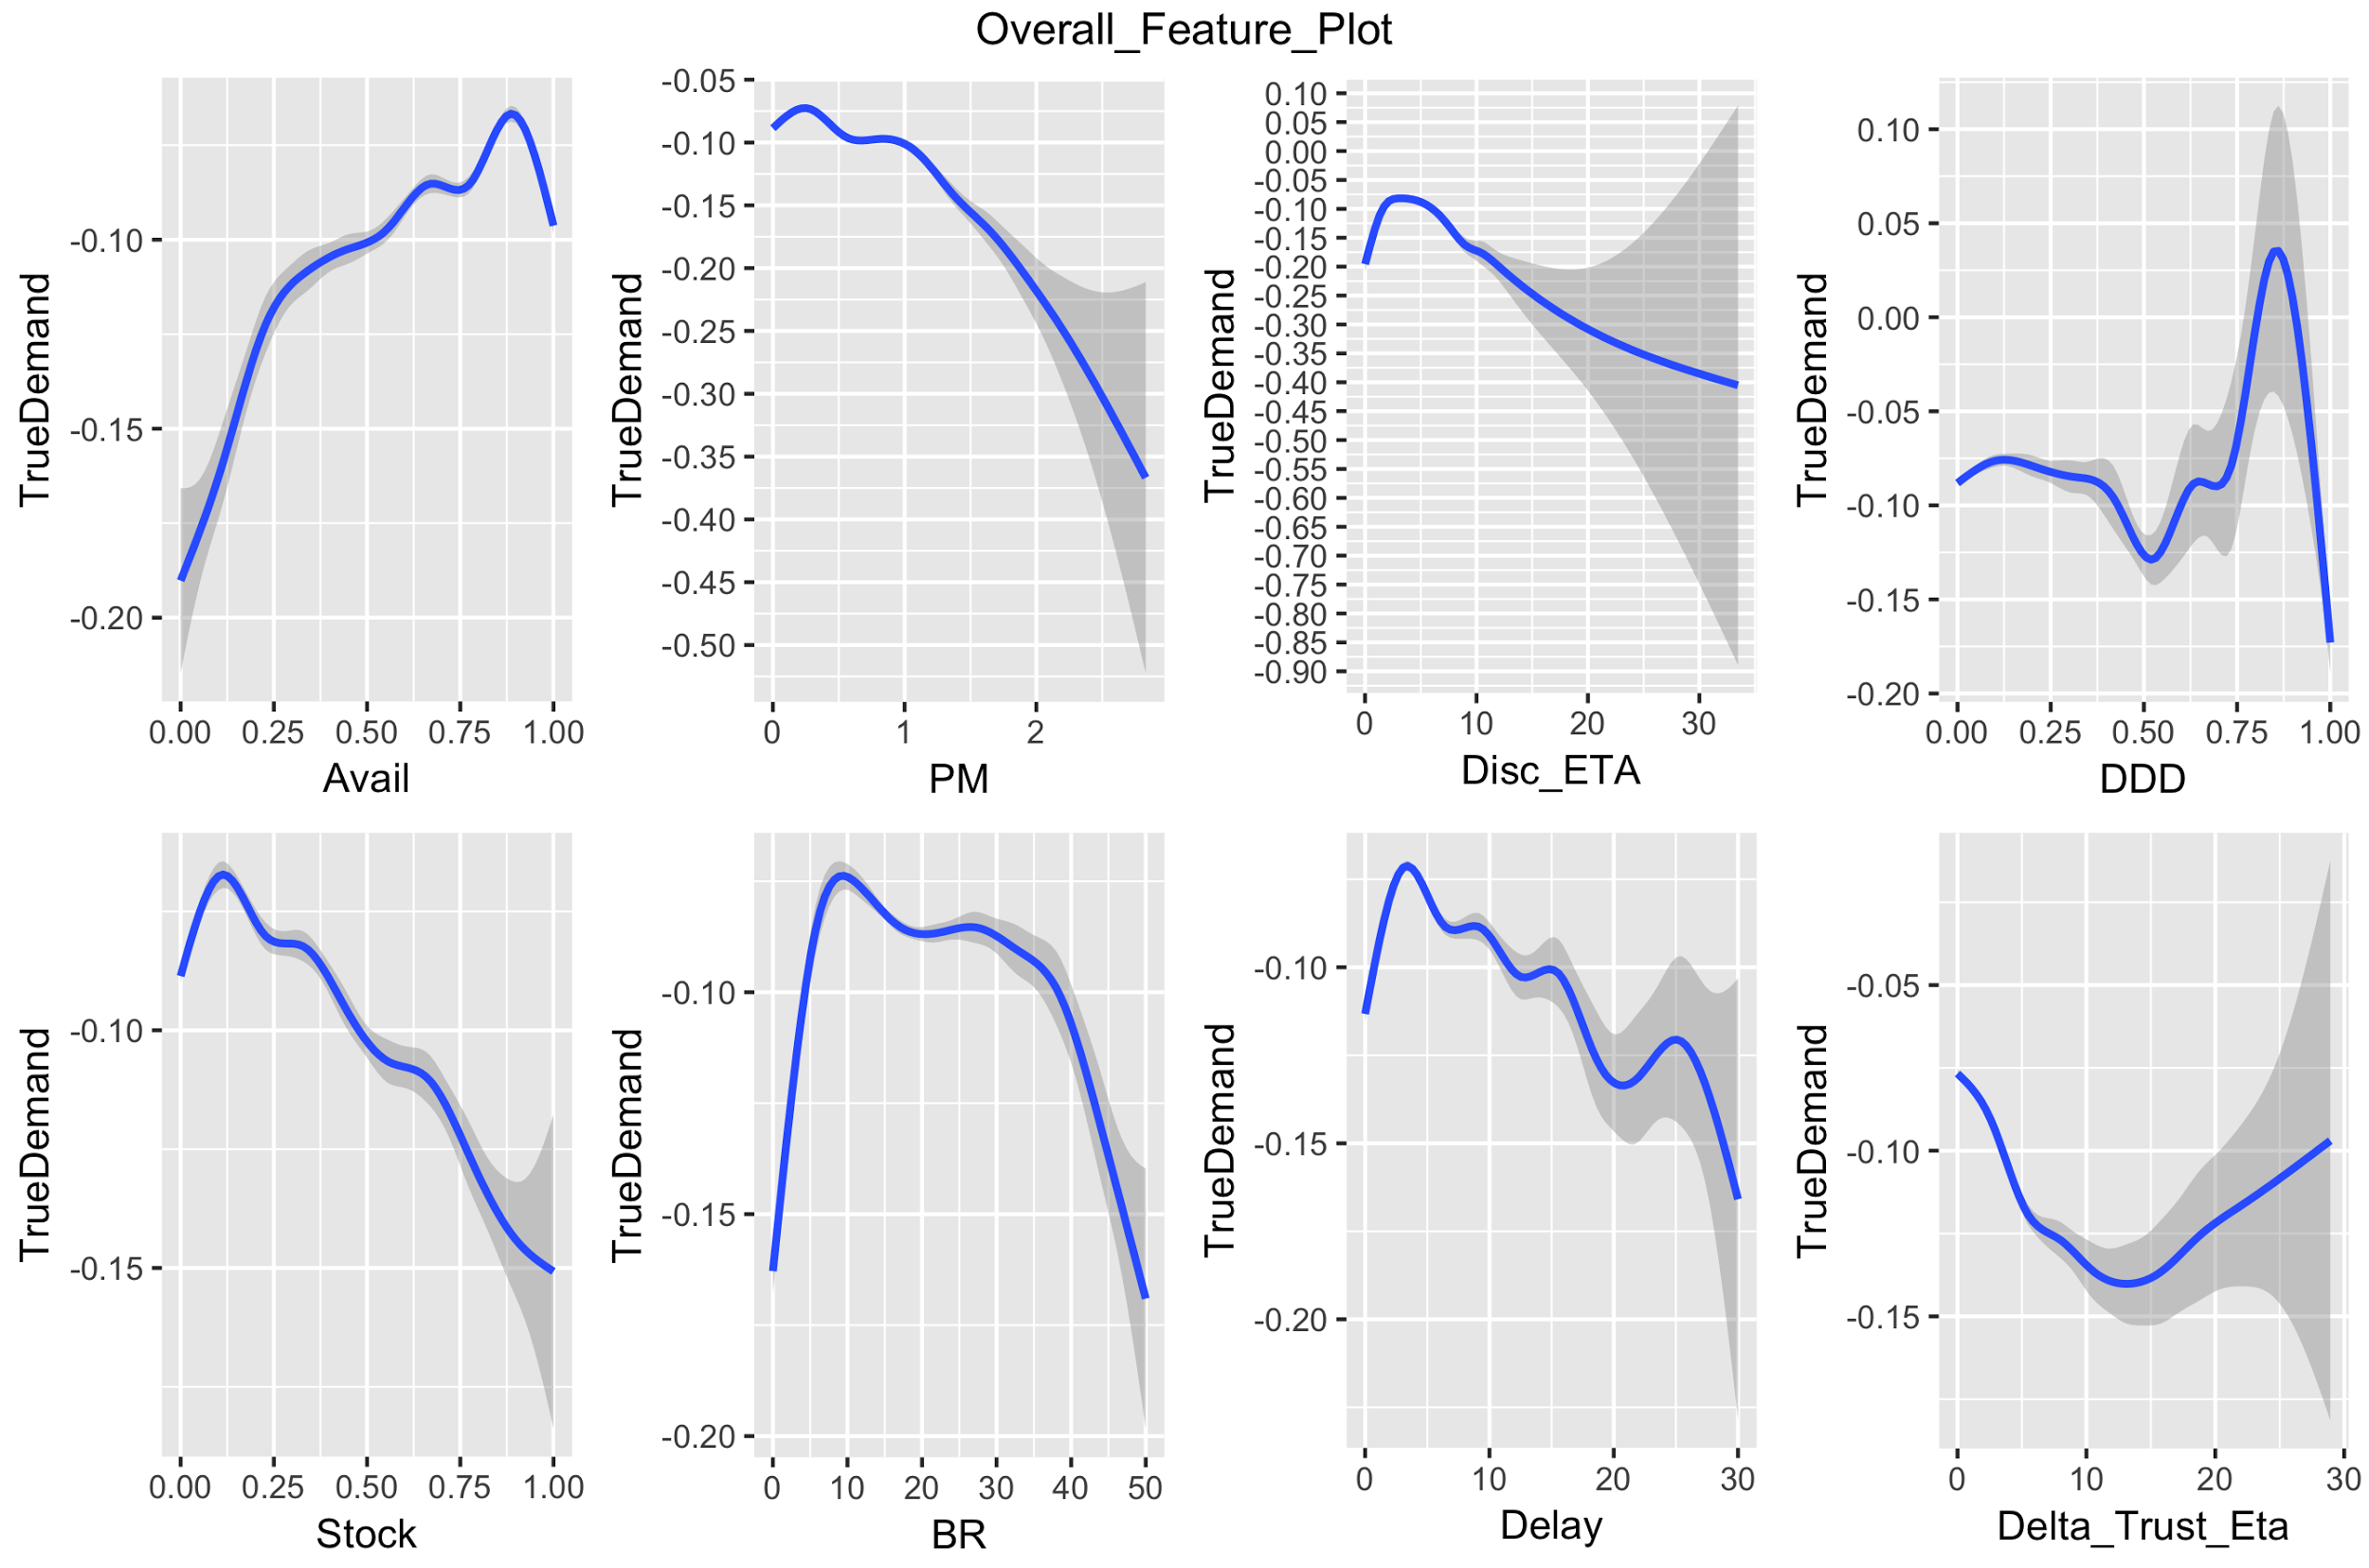 Overall_Feature_Plot
TrueDemand
-0.10
-0.15
-0.20
0.00 0.25 0.50 0.75 1.00
Avail
TrueDemand
-0.05
-0.10
-0.15
-0.20
-0.25
-0.30
-0.35
-0.40
-0.45
-0.50
0 1 2
PM
TrueDemand
0.10
0.05
0.00
-0.05
-0.10
-0.15
-0.20
-0.25
-0.30
-0.35
-0.40
-0.45
-0.50
-0.55
-0.60
-0.65
-0.70
-0.75
-0.80
-0.85
-0.90
0 10 20 30
Disc_ETA
TrueDemand
0.10
0.05
0.00
-0.05
-0.10
-0.15
-0.20
0.00 0.25 0.50 0.75 1.00
DDD
TrueDemand
-0.10
-0.15
0.00 0.25 0.50 0.75 1.00
Stock
TrueDemand
-0.10
-0.15
-0.20
0 10 20 30 40 50
BR
TrueDemand
-0.10
-0.15
-0.20
0 10 20 30
Delay
TrueDemand
-0.05
-0.10
-0.15
0 10 20 30
Delta_Trust_Eta